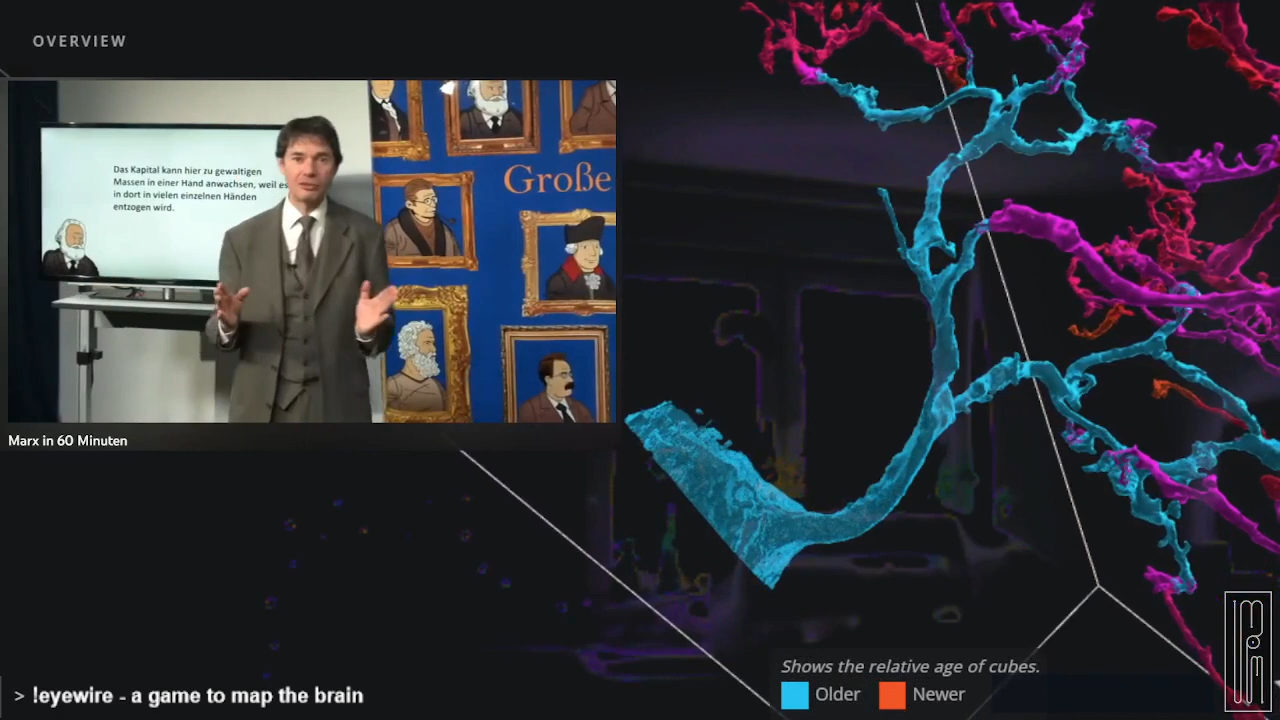 OVERVIEW
Das Kapital kann hier zu gewaltigen
Massen in einer Hand anwachsen, weil es
in dort in vielen einzelnen Händen
entzogen wird.
Große
Marx in 60 Minuten
Shows the relative age of cubes.
Older
Newer
> !eyewire - a game to map the brain